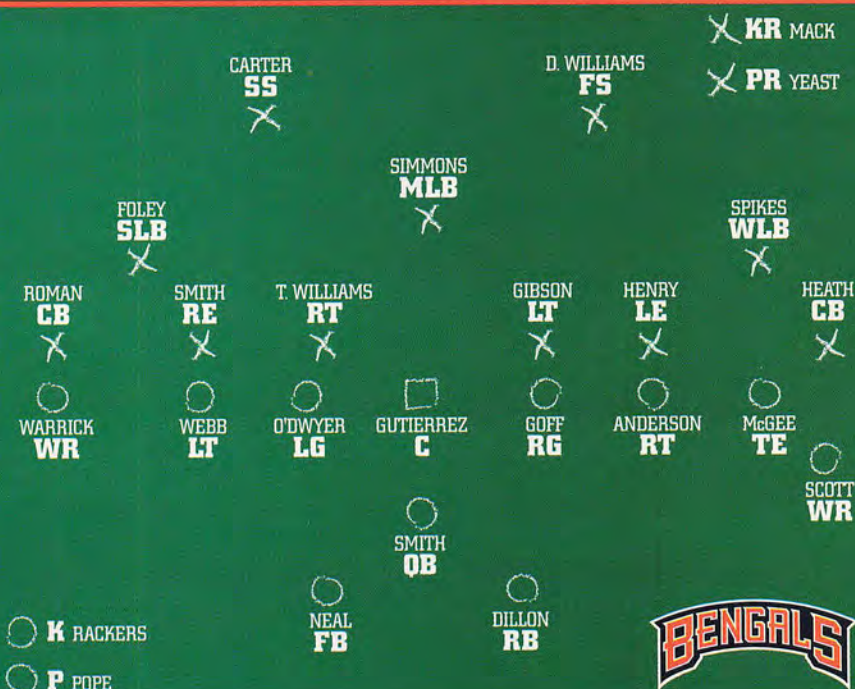 KR MACK
PR YEAST
CARTER
SS
D. WILLIAMS
FS
SIMMONS
MLB
FOLEY
SLB
SPIKES
WLB
ROMAN
CB
SMITH
RE
T. WILLIAMS
RT
GIBSON
LT
HENRY
LE
HEATH
CB
WARRICK
WR
WEBB
LT
O'DWYER
LG
GUTIERREZ
C
GOFF
RG
ANDERSON
RT
McGEE
TE
SCOTT
WR
SMITH
QB
NEAL
FB
DILLON
RB
K RACKERS
P POPE
BENGALS